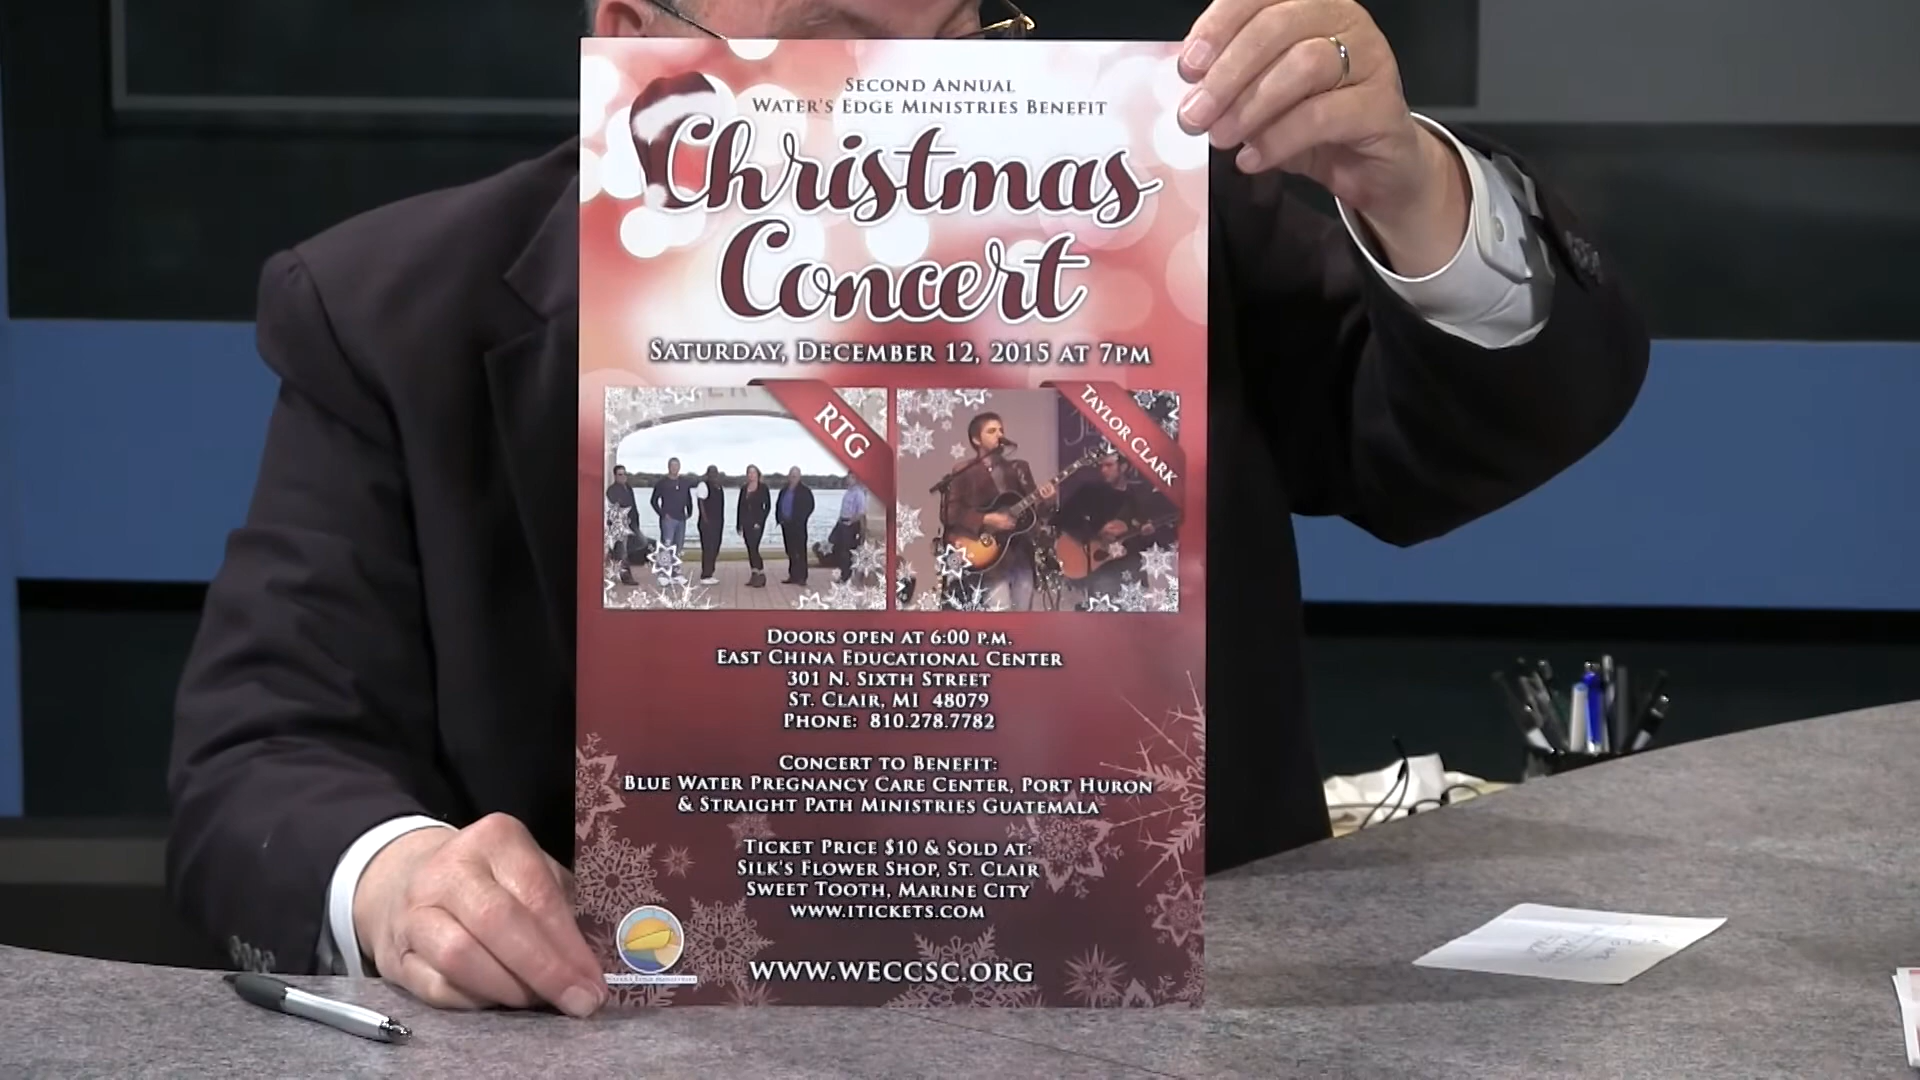 SECOND ANNUAL
WATER'S EDGE MINISTRIES BENEFIT
Christmas
Concert
SATURDAY, DECEMBER 12, 2015 AT 7PM
RTG
TAYLOR CLARK
DOORS OPEN AT 6:00 P.M.
EAST CHINA EDUCATIONAL CENTER
301 N. SIXTH STREET
ST. CLAIR, MI 48079
PHONE: 810.278.7782
CONCERT TO BENEFIT:
BLUE WATER PREGNANCY CARE CENTER, PORT HURON
& STRAIGHT PATH MINISTRIES GUATEMALA
TICKET PRICE $10 & SOLD AT:
SILK'S FLOWER SHOP, ST. CLAIR
SWEET TOOTH, MARINE CITY
WWW.ITICKETS.COM
WWW.WECCSC.ORG